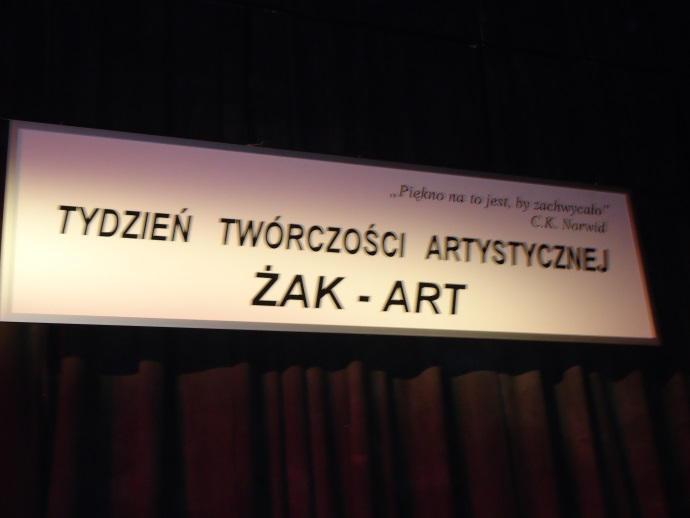 „Piękno na to jest, by zachwycało”
C.K. Norwid
TYDZIEŃ TWÓRCZOŚCI ARTYSTYCZNEJ
ŻAK - ART